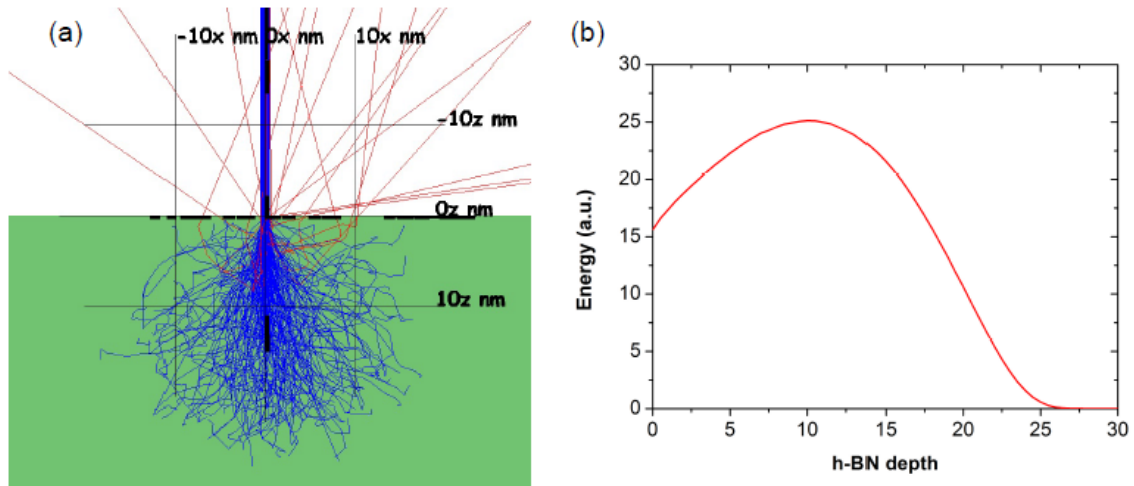 (a)
-10x nm 0x nm 10x nm
-10z nm
0z nm
10z nm
(b)
30
25
20
15
10
5
0
Energy (a.u.)
0 5 10 15 20 25 30
h-BN depth